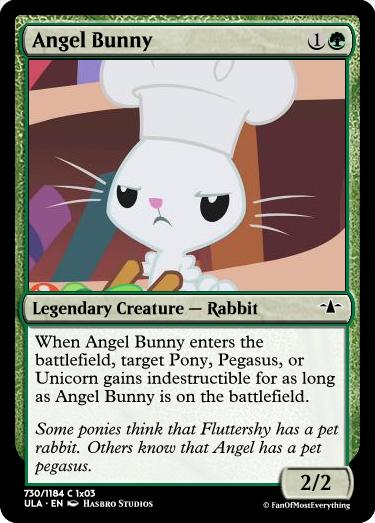 Angel Bunny 1
Legendary Creature — Rabbit
When Angel Bunny enters the
battlefield, target Pony, Pegasus, or
Unicorn gains indestructible for as long
as Angel Bunny is on the battlefield.
Some ponies think that Fluttershy has a pet
rabbit. Others know that Angel has a pet
pegasus.
2/2
730/1184 C 1x03
ULA • EN Hasbro Studios
© FanOfMostEverything